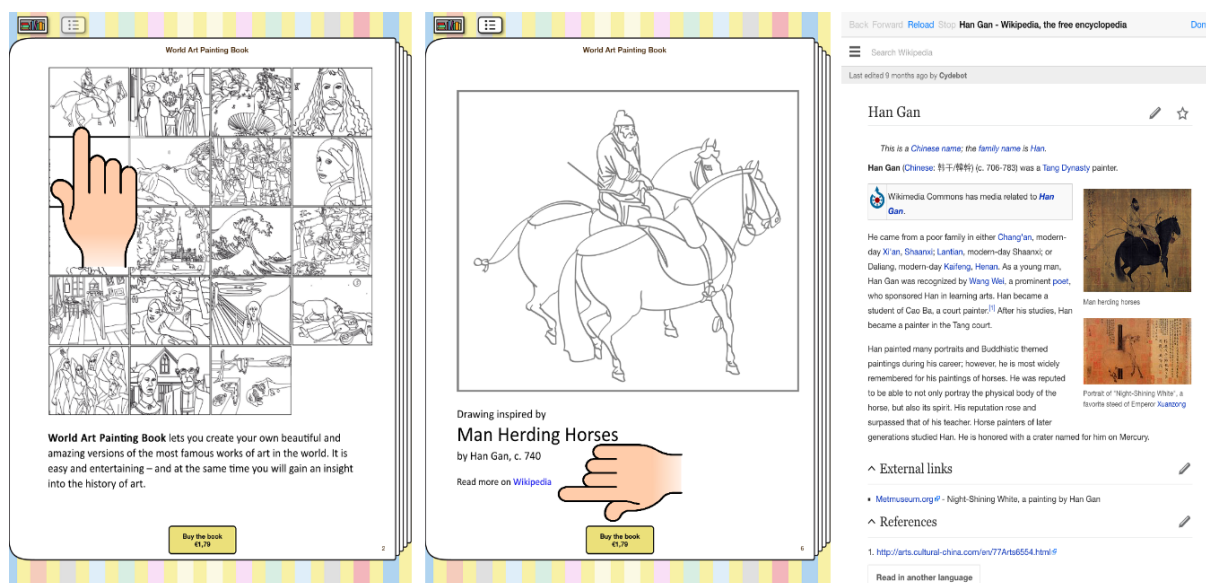 World Art Painting Book
World Art Painting Book lets you create your own beautiful and
amazing versions of the most famous works of art in the world. It is
easy and entertaining – and at the same time you will gain an insight
into the history of art.
Buy the book
€1,79
2
World Art Painting Book
Drawing inspired by
Man Herding Horses
by Han Gan, c. 740
Read more on Wikipedia
Buy the book
€1,79
6
Back Forward Reload Stop Han Gan - Wikipedia, the free encyclopedia Don
Search Wikipedia
Last edited 9 months ago by Cydebot
Han Gan
This is a Chinese name; the family name is Han.
Han Gan (Chinese: 韩干/韓幹) (c. 706-783) was a Tang Dynasty painter.
Wikimedia Commons has media related to Han
Gan.
He came from a poor family in either Chang'an, modern-
day Xi'an, Shaanxi; Lantian, modern-day Shaanxi; or
Daliang, modern-day Kaifeng, Henan. As a young man,
Han Gan was recognized by Wang Wei, a prominent poet,
who sponsored Han in learning arts. Han became a
student of Cao Ba, a court painter.[1] After his studies, Han
became a painter in the Tang court.
Man herding horses
Han painted many portraits and Buddhistic themed
paintings during his career; however, he is most widely
remembered for his paintings of horses. He was reputed
to be able to not only portray the physical body of the
horse, but also its spirit. His reputation rose and
surpassed that of his teacher. Horse painters of later
generations studied Han. He is honored with a crater named for him on Mercury.
Portrait of "Night-Shining White", a
favorite steed of Emperor Xuanzong
External links
Metmuseum.org - Night-Shining White, a painting by Han Gan
References
1. http://arts.cultural-china.com/en/77Arts6554.html
Read in another language